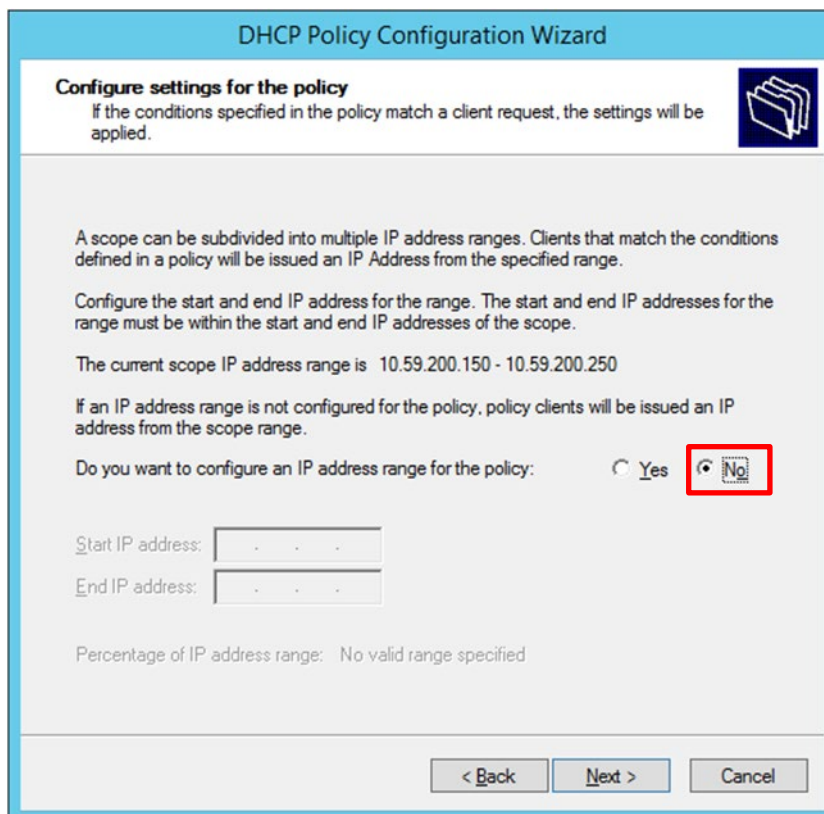 DHCP Policy Configuration Wizard
Configure settings for the policy
If the conditions specified in the policy match a client request, the settings will be
applied.
A scope can be subdivided into multiple IP address ranges. Clients that match the conditions
defined in a policy will be issued an IP Address from the specified range.
Configure the start and end IP address for the range. The start and end IP addresses for the
range must be within the start and end IP addresses of the scope.
The current scope IP address range is 10.59.200.150 - 10.59.200.250
If an IP address range is not configured for the policy, policy clients will be issued an IP
address from the scope range.
Do you want to configure an IP address range for the policy: Yes No
Start IP address: . . .
End IP address: . . .
Percentage of IP address range: No valid range specified
< Back Next > Cancel